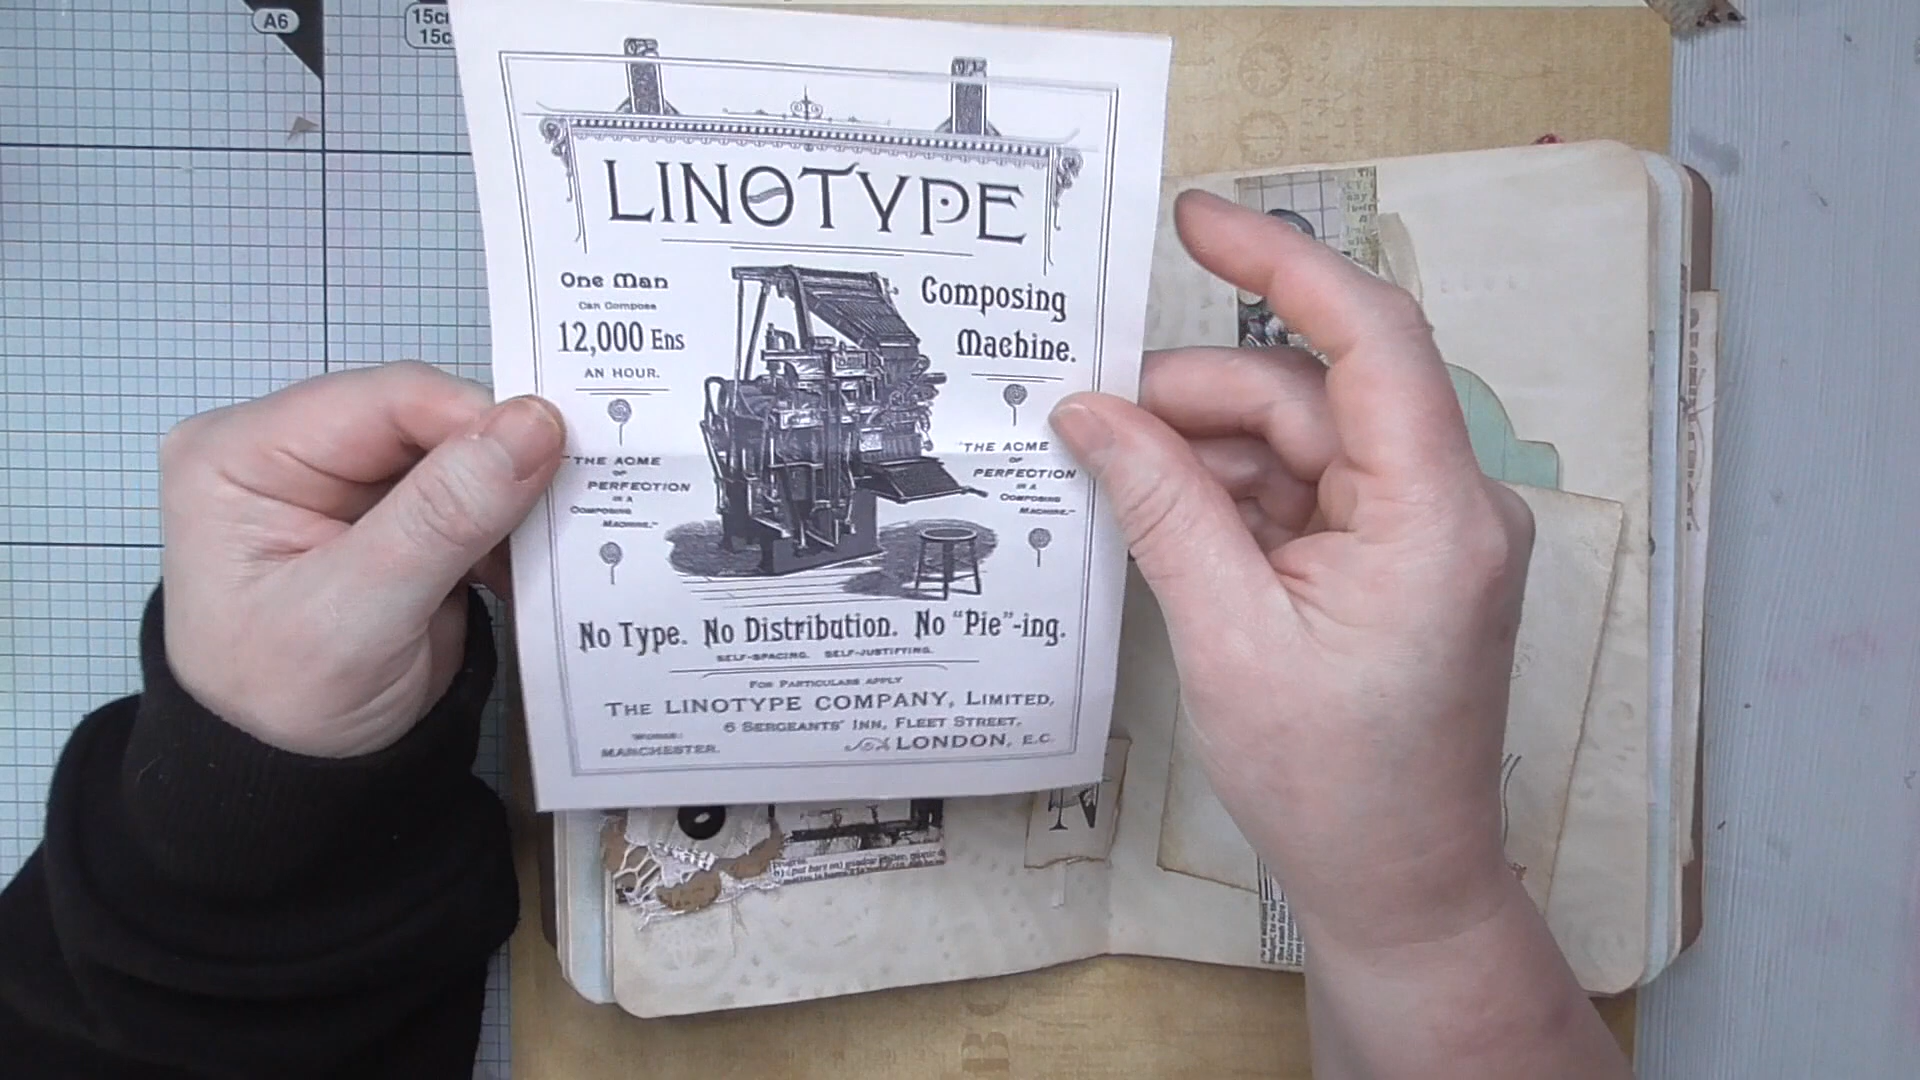 A6
15c
15c
LINOTYPE
One Man
Can Compose
12,000 Ens
AN HOUR.
Composing
Machine.
"THE ACME
OF
PERFECTION
IN A
COMPOSING
MACHINE."
"THE ACME
OF
PERFECTION
IN A
COMPOSING
MACHINE."
No Type. No Distribution. No "Pie"-ing.
SELF-SPACING. SELF-JUSTIFYING.
FOR PARTICULARS APPLY
THE LINOTYPE COMPANY, LIMITED,
6 SERGEANTS' INN, FLEET STREET,
WORKS:
MANCHESTER.
LONDON, E.C.
N